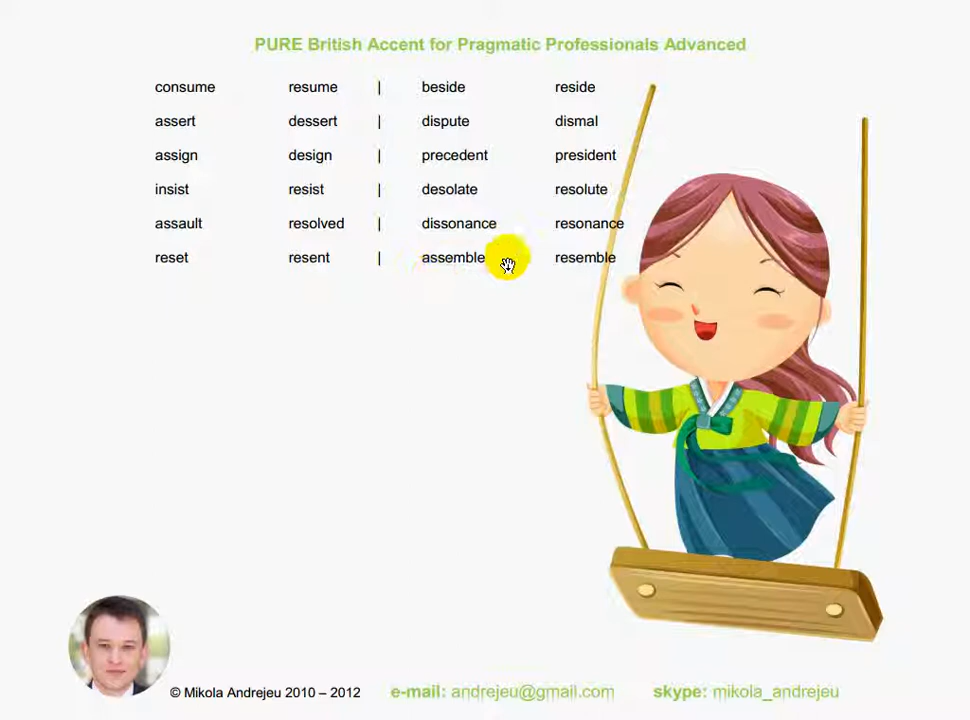 PURE British Accent for Pragmatic Professionals Advanced
consume resume | beside reside
assert dessert | dispute dismal
assign design | precedent president
insist resist | desolate resolute
assault resolved | dissonance resonance
reset resent | assemble resemble
© Mikola Andrejeu 2010 – 2012 e-mail: andrejeu@gmail.com skype: mikola_andrejeu